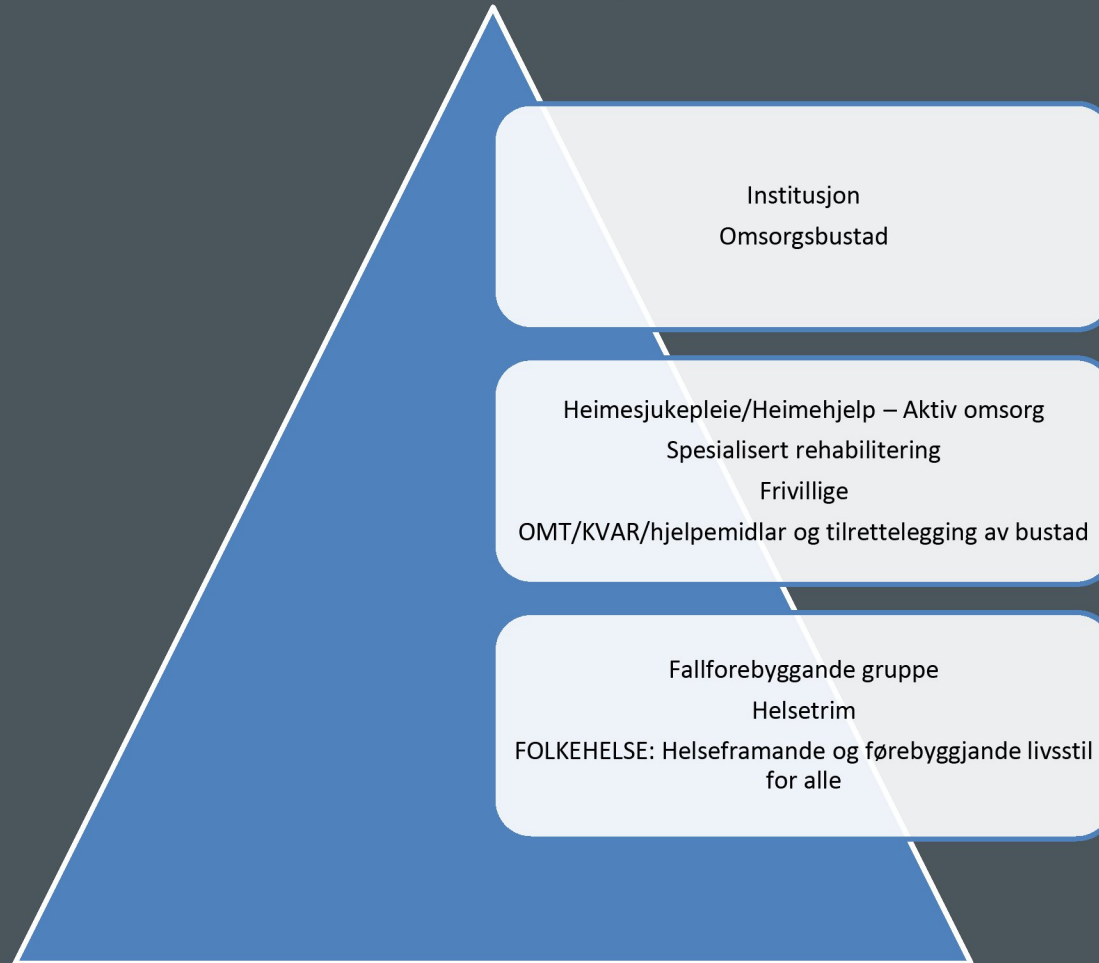 Institusjon
Omsorgsbustad
Heimesjukepleie/Heimehjelp – Aktiv omsorg
Spesialisert rehabilitering
Frivillige
OMT/KVAR/hjelpemidlar og tilrettelegging av bustad
Fallforebyggande gruppe
Helsetrim
FOLKEHELSE: Helseframande og førebyggjande livsstil
for alle